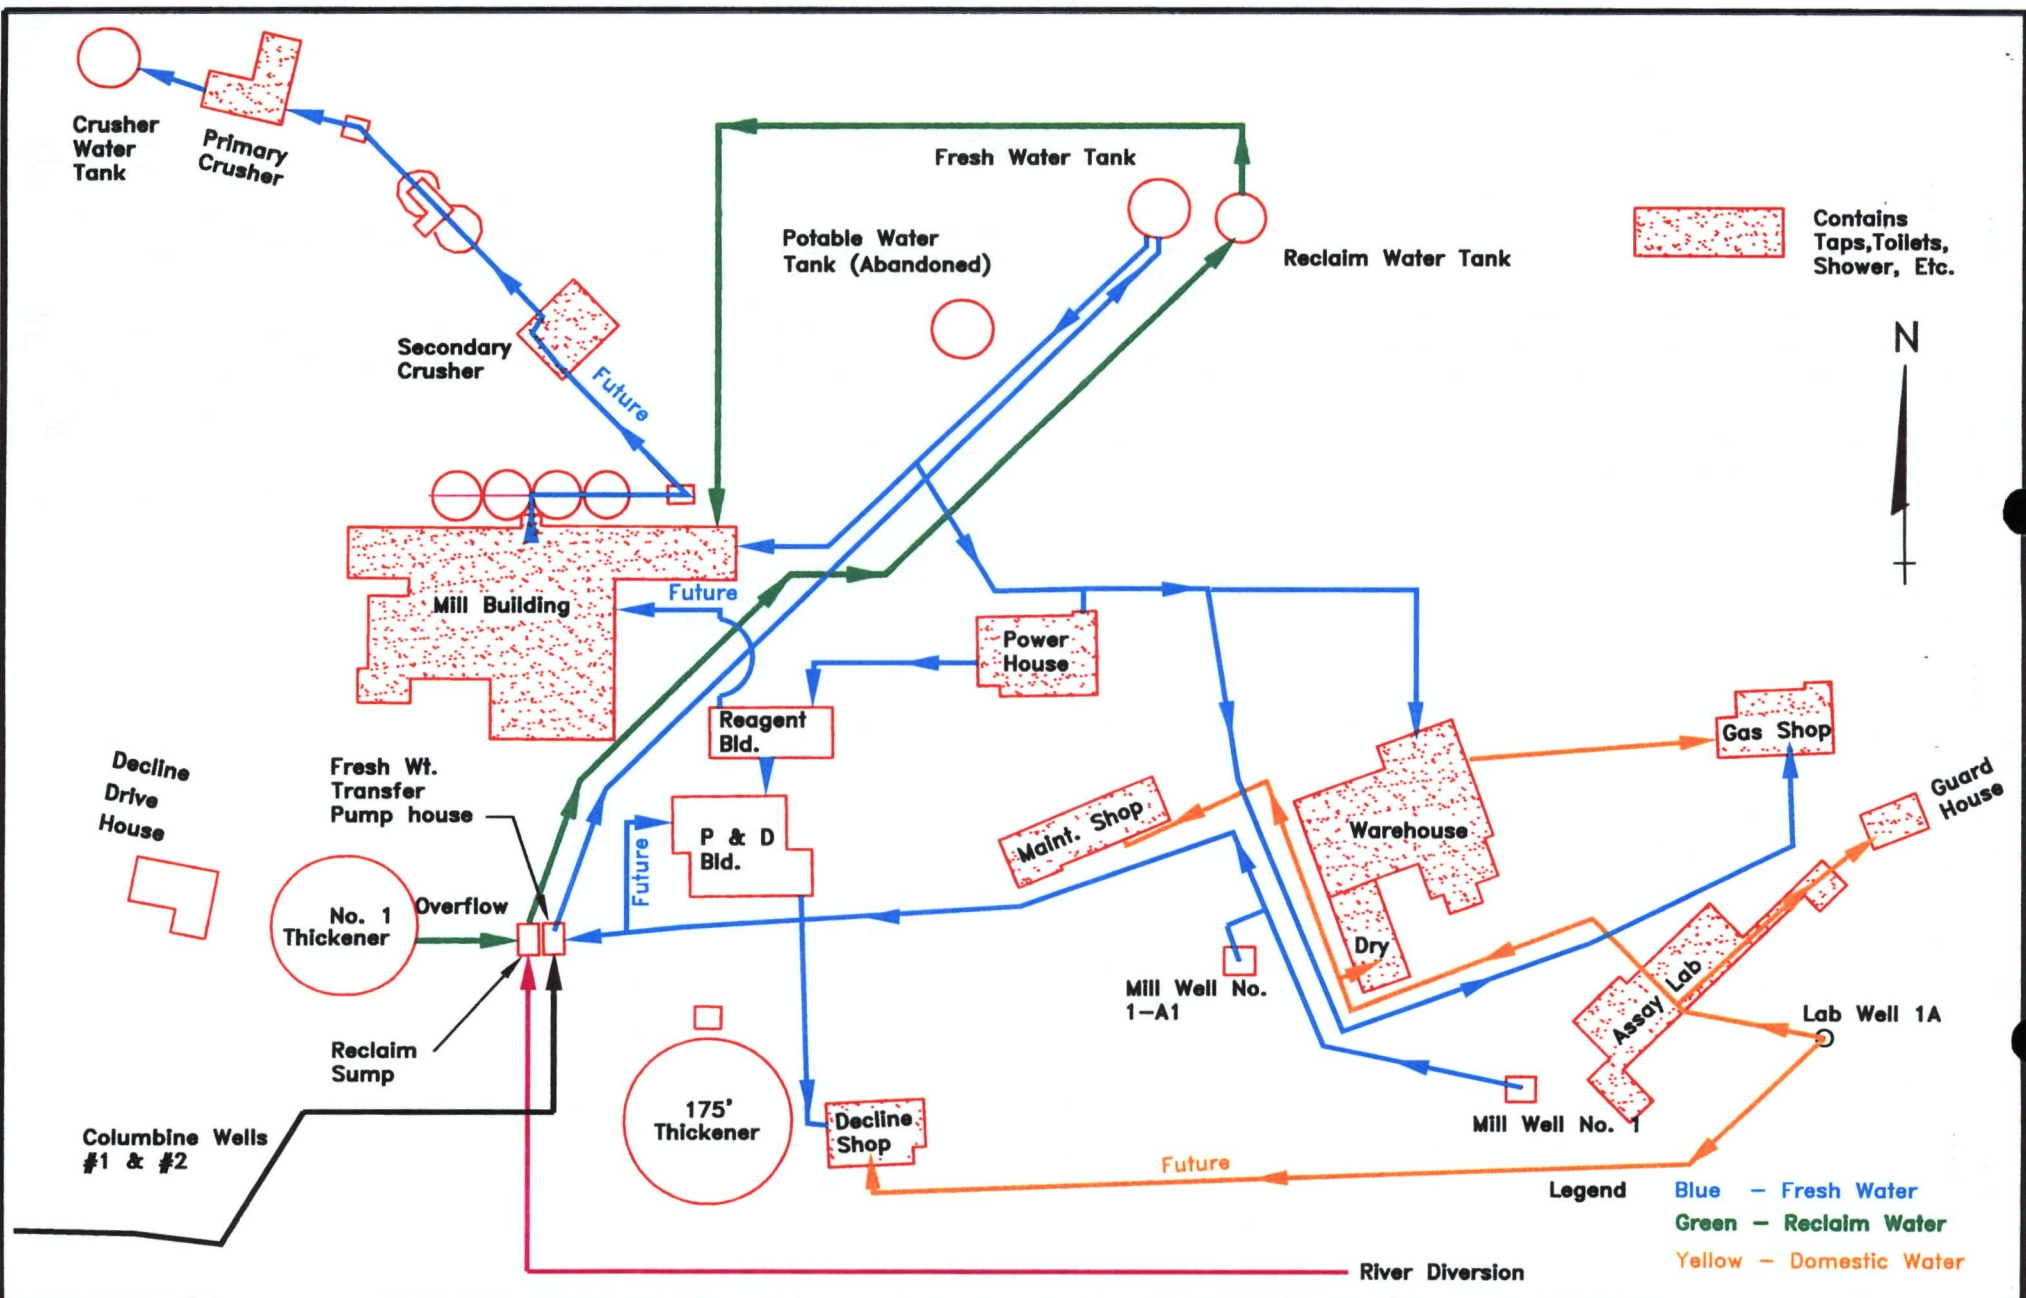 Crusher
Water
Tank
Primary
Crusher
Fresh Water Tank
Potable Water
Tank (Abandoned)
Reclaim Water Tank
Contains
Taps,Toilets,
Shower, Etc.
N
Secondary
Crusher
Future
Mill Building
Future
Power
House
Reagent
Bld.
Gas Shop
Guard
House
Decline
Drive
House
Fresh Wt.
Transfer
Pump house
P & D
Bld.
Future
Maint. Shop
Warehouse
No. 1
Thickener
Overflow
Dry
Assay Lab
Mill Well No.
1-A1
Lab Well 1A
Reclaim
Sump
175'
Thickener
Decline
Shop
Mill Well No. 1
Columbine Wells
#1 & #2
Future
Legend
Blue - Fresh Water
Green - Reclaim Water
Yellow - Domestic Water
River Diversion